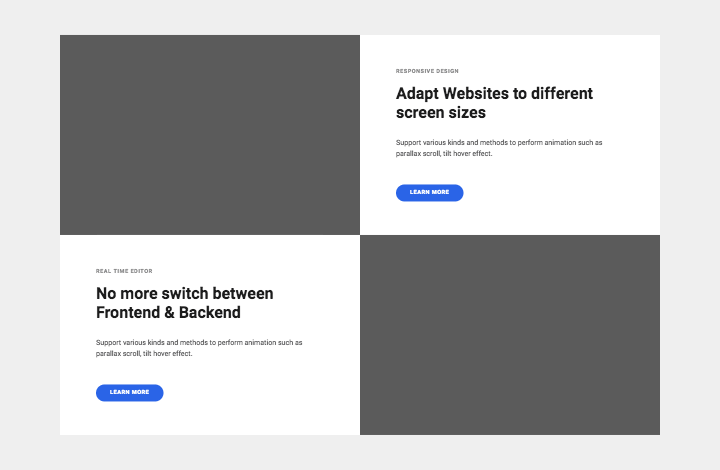 RESPONSIVE DESIGN
Adapt Websites to different
screen sizes
Support various kinds and methods to perform animation such as
parallax scroll, tilt hover effect.
LEARN MORE
REAL TIME EDITOR
No more switch between
Frontend & Backend
Support various kinds and methods to perform animation such as
parallax scroll, tilt hover effect.
LEARN MORE